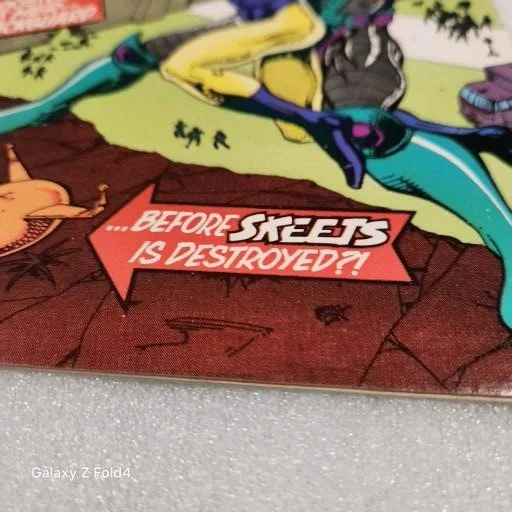 ...BEFORE SKEETS
IS DESTROYED?!
Galaxy Z Fold4